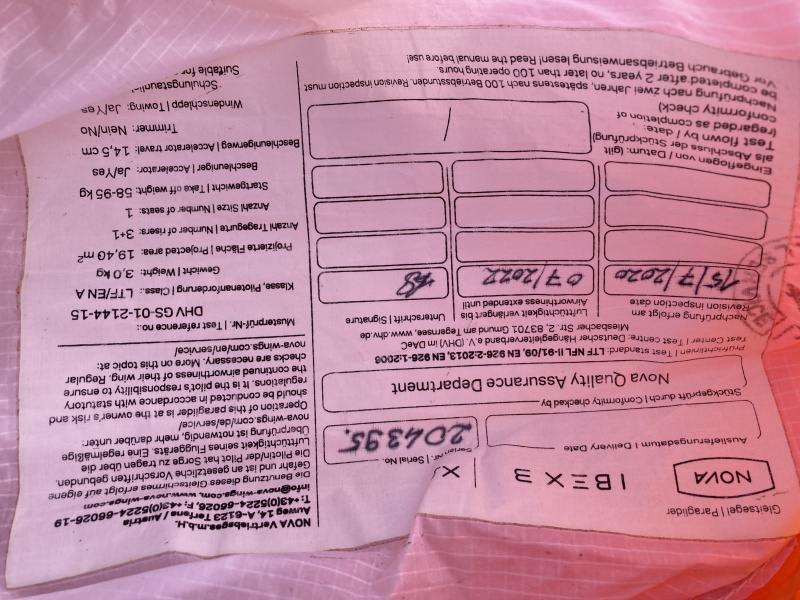 Gleitsegel | Paraglider
NOVA
IBEX 3
X
Auslieferungsdatum | Delivery Date
Serien-Nr. | Serial No.
204395.
Stückgeprüft durch | Conformity checked by
Nova Quality Assurance Department
Prüfrichtlinien | Test standard: LTF NFL II-91/09, EN 926-2:2013, EN 926-1:2006
Test Centre | Test centre: Deutscher Hängegleiterverband e.V. (DHV) im DAeC
Miesbacher Str. 2, 83701 Gmund am Tegernsee, www.dhv.de
Nachprüfung erfolgt am
Revision inspection date
Lufttüchtigkeit verlängert bis
Airworthiness extended until
Unterschrift | Signature
15/7/2020
07/2022
Eingeflogen von / Datum: (gilt
als Abschluss der Stückprüfung)
Test flown by / date:
(regarded as completion of
conformity check)
/
Nachprüfung nach zwei Jahren, spätestens nach 100 Betriebsstunden. Revision inspection must
be completed after 2 years, no later than 100 operating hours.
Vor Gebrauch Betriebsanweisung lesen! Read the manual before use!
NOVA Vertriebsges.m.b.H.
Auweg 14, A-6123 Terfens / Austria
T: +43(0)5224-66026, F: +43(0)5224-66026-19
info@nova-wings.com, www.nova-wings.com
Die Benutzung dieses Gleitschirmes erfolgt auf eigene
Gefahr und ist an gesetzliche Vorschriften gebunden.
Die Pilotin/der Pilot hat Sorge zu tragen über die
Lufttüchtigkeit seines Fluggeräts. Eine regelmäßige
Überprüfung ist notwendig, mehr darüber unter:
nova-wings.com/de/service/
Operation of this paraglider is at the owner's risk and
should be conducted in accordance with statutory
regulations. It is the pilot's responsibility to ensure
the continued airworthiness of their wing. Regular
checks are necessary. More on this topic at:
nova-wings.com/en/service/
Musterprüf-Nr. | Test reference no.:
DHV GS-01-2144-15
Klasse, Pilotenanforderung | Class.: LTF/EN A
Gewicht | Weight: 3,0 kg
Projizierte Fläche | Projected area: 19,40 m²
Anzahl Tragegurte | Number of risers: 3+1
Anzahl Sitze | Number of seats: 1
Startgewicht | Take off weight: 58-95 kg
Beschleuniger | Accelerator: Ja/Yes
Beschleunigerweg | Accelerator travel: 14,5 cm
Trimmer: Nein/No
Windenschlepp | Towing: Ja/Yes
Schulungstauglich
Suitable for